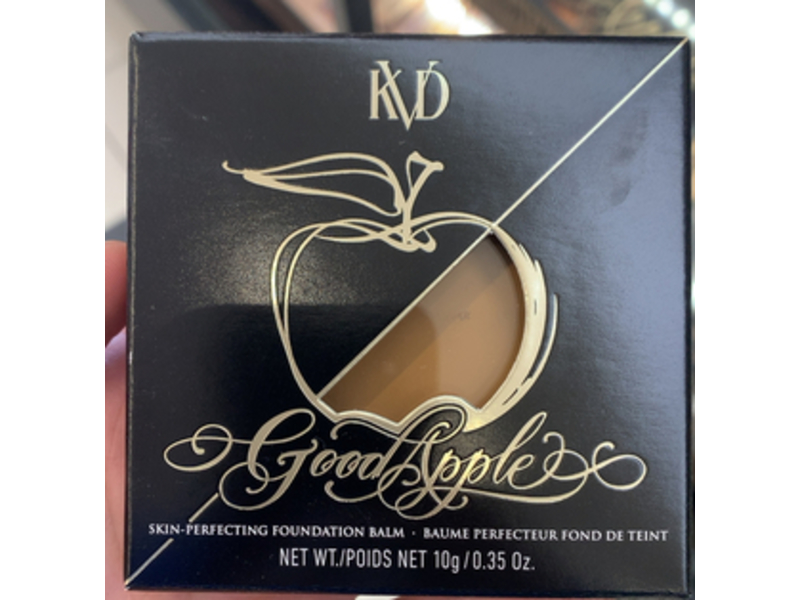 KVD
Good Apple
SKIN-PERFECTING FOUNDATION BALM · BAUME PERFECTEUR FOND DE TEINT
NET WT./POIDS NET 10g/0.35 Oz.